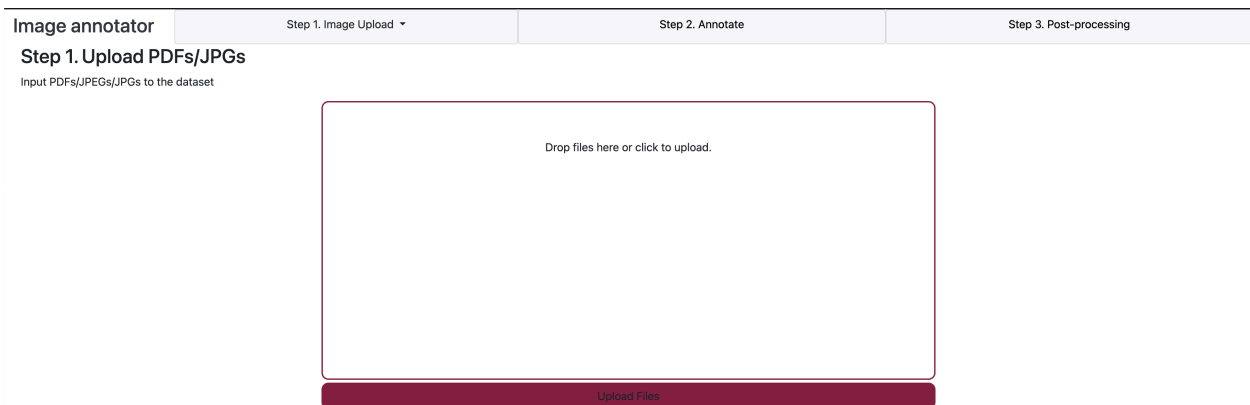 Image annotator
Step 1. Image Upload
Step 2. Annotate
Step 3. Post-processing
Step 1. Upload PDFs/JPGs
Input PDFs/JPEGs/JPGs to the dataset
Drop files here or click to upload.
Upload Files